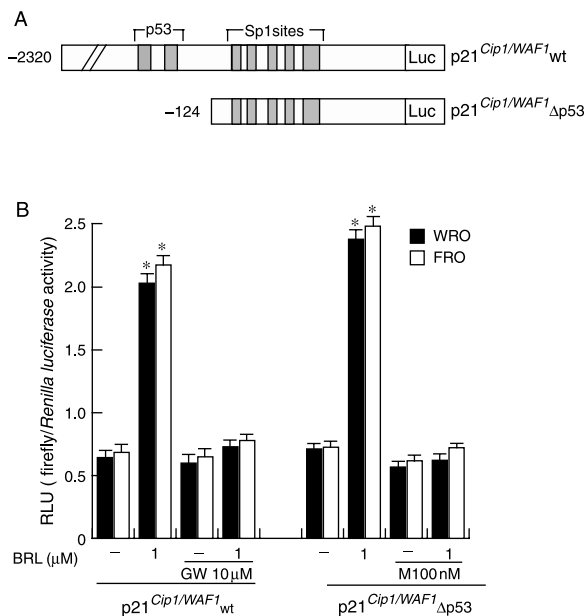 A
p53
Sp1sites
−2320
Luc
p21Cip1/WAF1wt
−124
Luc
p21Cip1/WAF1Δp53
B
RLU ( firefly/Renilla luciferase activity)
2.5
2.0
1.5
1.0
0.5
0
* * * *
WRO
FRO
BRL (μM) – 1 – 1 – 1 – 1
GW 10μM
M100nM
p21Cip1/WAF1wt
p21Cip1/WAF1Δp53